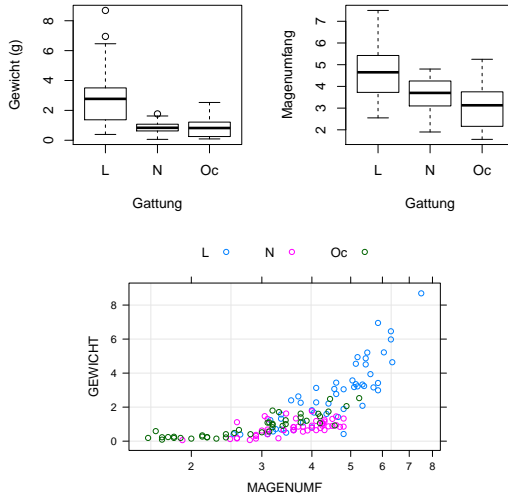 Gewicht (g)
8
6
4
2
0
L N Oc
Gattung
Magenumfang
7
6
5
4
3
2
L N Oc
Gattung
L N Oc
GEWICHT
8
6
4
2
0
2 3 4 5 6 7 8
MAGENUMF